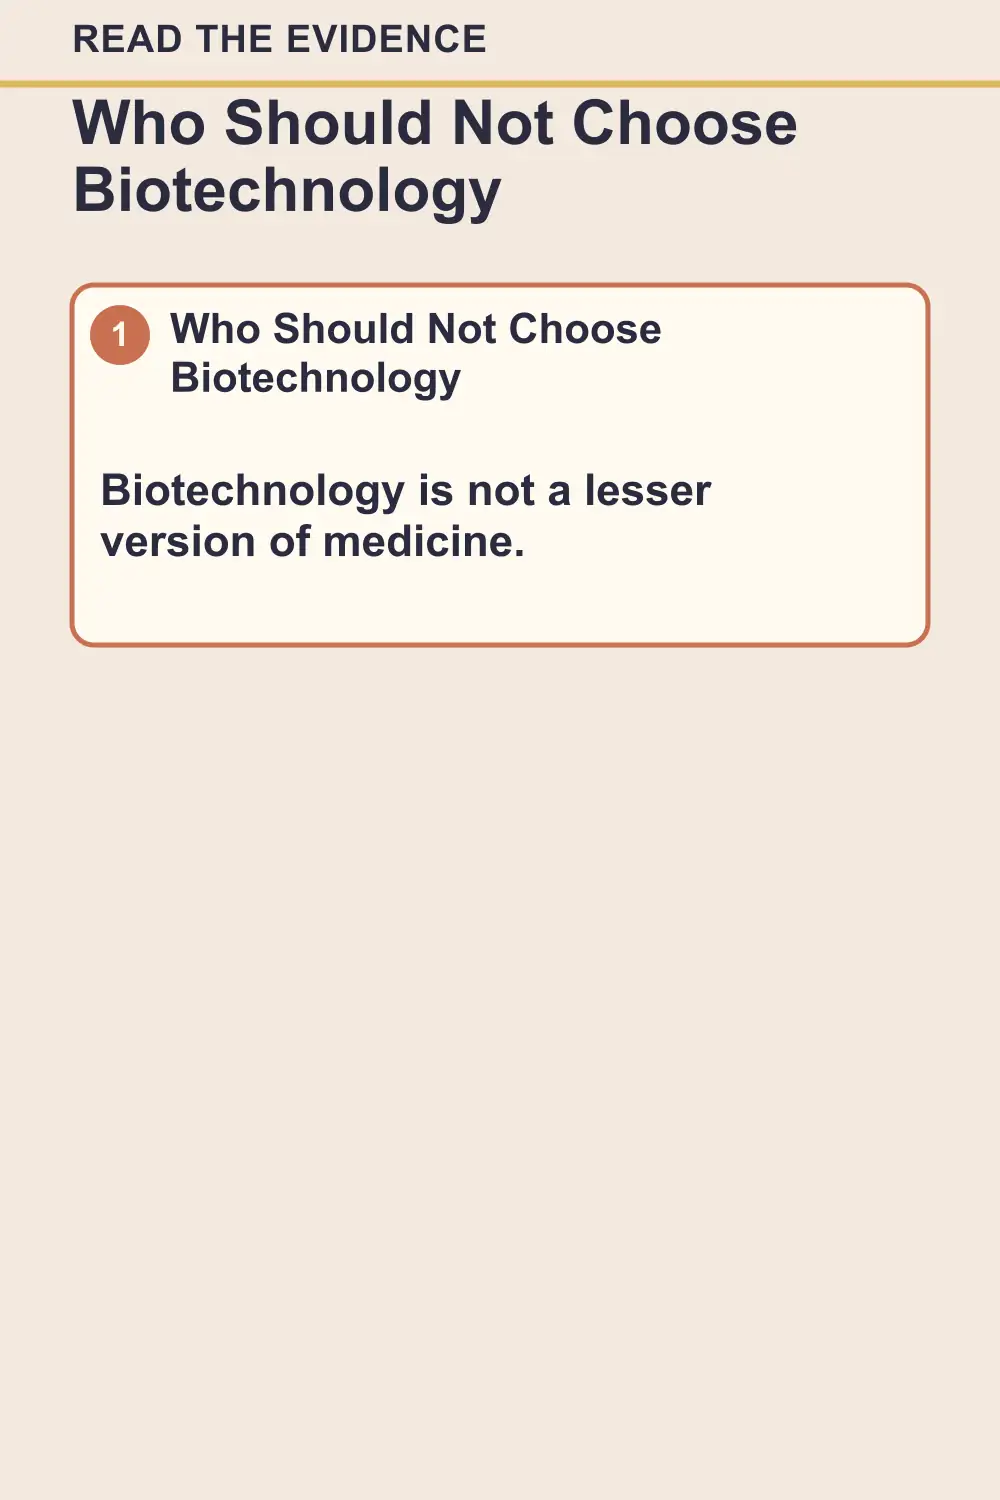 READ THE EVIDENCE
Who Should Not Choose
Biotechnology
1
Who Should Not Choose
Biotechnology
Biotechnology is not a lesser
version of medicine.